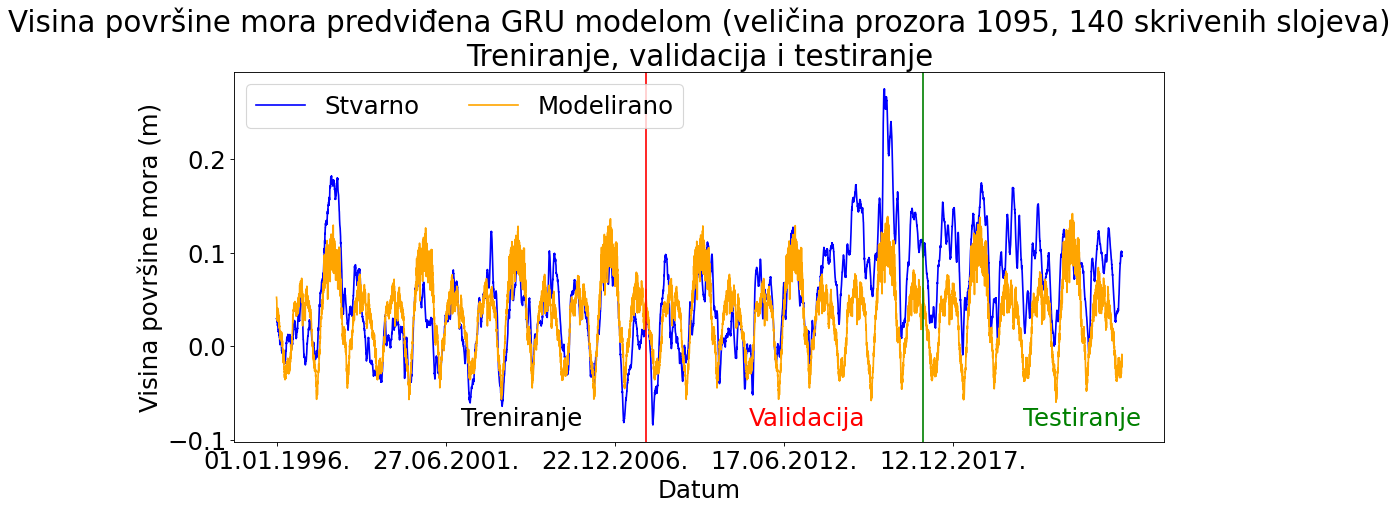 Visina površine mora predviđena GRU modelom (veličina prozora 1095, 140 skrivenih slojeva)
Treniranje, validacija i testiranje
Stvarno
Modelirano
Visina površine mora (m)
0.2
0.1
0.0
−0.1
Treniranje
Validacija
Testiranje
01.01.1996.
27.06.2001.
22.12.2006.
17.06.2012.
12.12.2017.
Datum